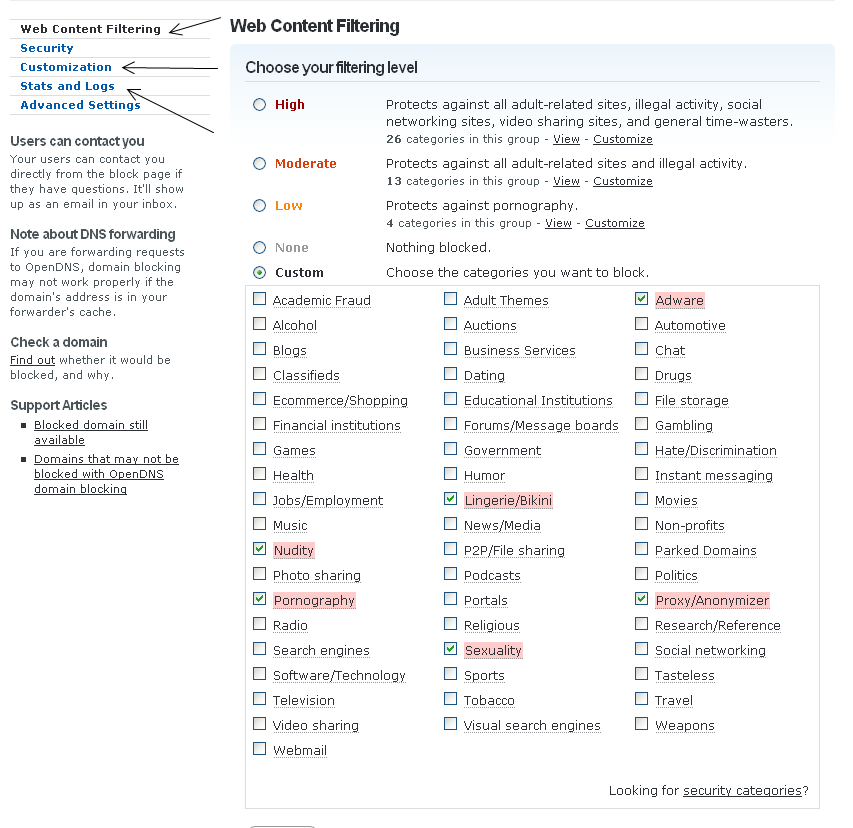 Web Content Filtering
Security
Customization
Stats and Logs
Advanced Settings
Users can contact you
Your users can contact you
directly from the block page if
they have questions. It'll show
up as an email in your inbox.
Note about DNS forwarding
If you are forwarding requests
to OpenDNS, domain blocking
may not work properly if the
domain's address is in your
forwarder's cache.
Check a domain
Find out whether it would be
blocked, and why.
Support Articles
Blocked domain still
available
Domains that may not be
blocked with OpenDNS
domain blocking
Web Content Filtering
Choose your filtering level
High Protects against all adult-related sites, illegal activity, social
networking sites, video sharing sites, and general time-wasters.
26 categories in this group - View - Customize
Moderate Protects against all adult-related sites and illegal activity.
13 categories in this group - View - Customize
Low Protects against pornography.
4 categories in this group - View - Customize
None Nothing blocked.
Custom Choose the categories you want to block.
Academic Fraud Adult Themes Adware
Alcohol Auctions Automotive
Blogs Business Services Chat
Classifieds Dating Drugs
Ecommerce/Shopping Educational Institutions File storage
Financial institutions Forums/Message boards Gambling
Games Government Hate/Discrimination
Health Humor Instant messaging
Jobs/Employment Lingerie/Bikini Movies
Music News/Media Non-profits
Nudity P2P/File sharing Parked Domains
Photo sharing Podcasts Politics
Pornography Portals Proxy/Anonymizer
Radio Religious Research/Reference
Search engines Sexuality Social networking
Software/Technology Sports Tasteless
Television Tobacco Travel
Video sharing Visual search engines Weapons
Webmail
Looking for security categories?